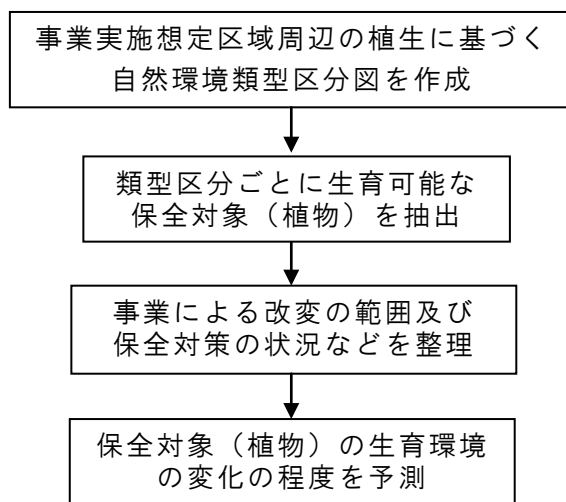 事業実施想定区域周辺の植生に基づく
自然環境類型区分図を作成
類型区分ごとに生育可能な
保全対象（植物）を抽出
事業による改変の範囲及び
保全対策の状況などを整理
保全対象（植物）の生育環境
の変化の程度を予測